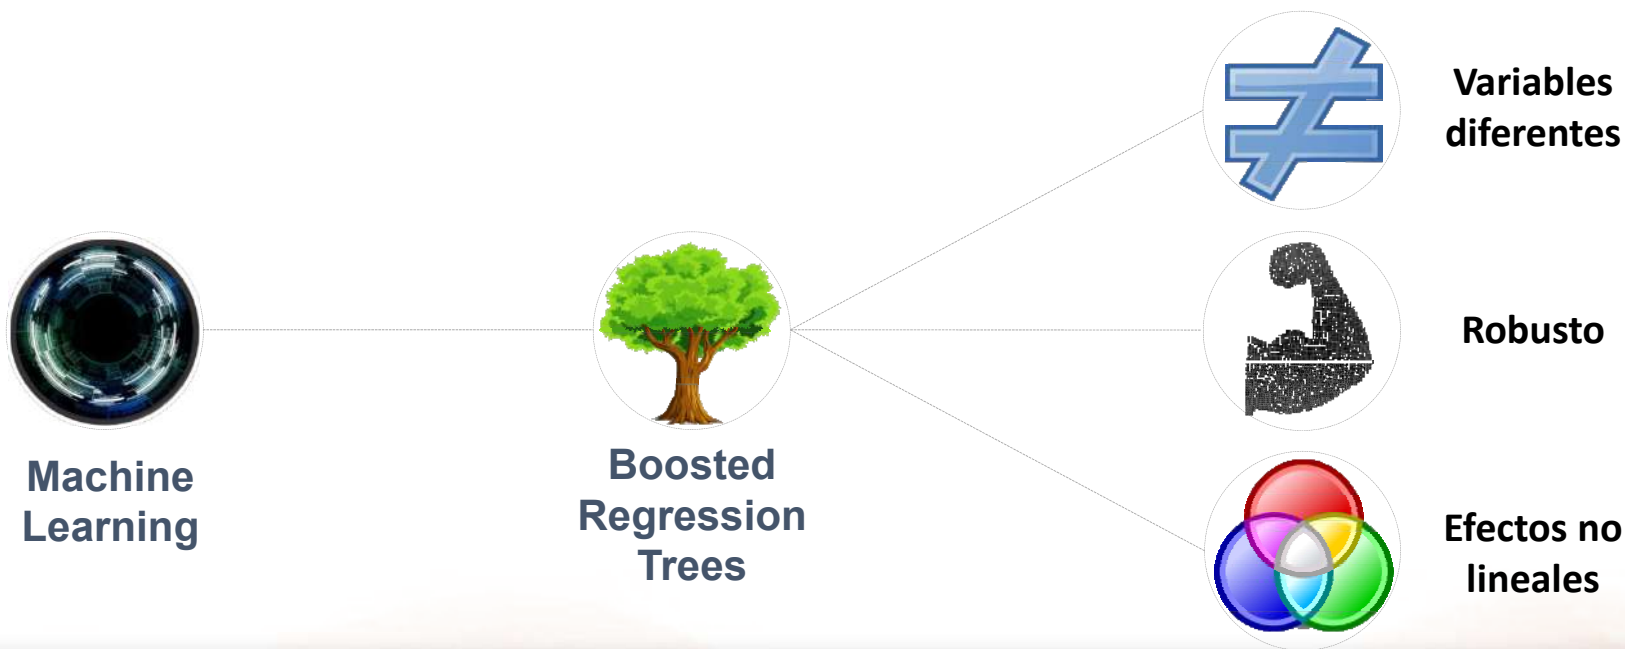 Machine
Learning
Boosted
Regression
Trees
Variables
diferentes
Robusto
Efectos no
lineales